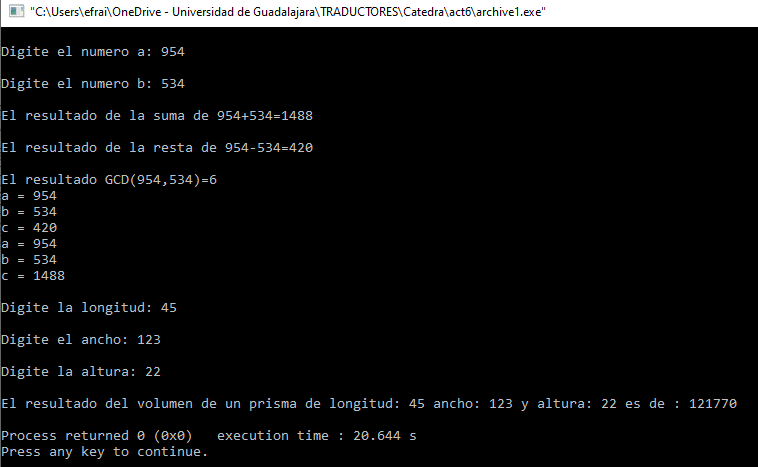 "C:\Users\efrai\OneDrive - Universidad de Guadalajara\TRADUCTORES\Catedra\act6\archive1.exe"
Digite el numero a: 954
Digite el numero b: 534
El resultado de la suma de 954+534=1488
El resultado de la resta de 954-534=420
El resultado GCD(954,534)=6
a = 954
b = 534
c = 420
a = 954
b = 534
c = 1488
Digite la longitud: 45
Digite el ancho: 123
Digite la altura: 22
El resultado del volumen de un prisma de longitud: 45 ancho: 123 y altura: 22 es de : 121770
Process returned 0 (0x0)   execution time : 20.644 s
Press any key to continue.